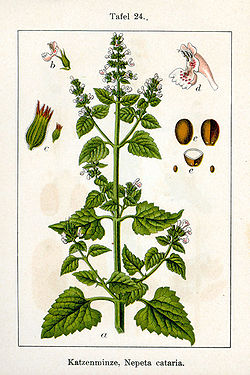 Tafel 24.
b
d
c
e
a
Katzenminze, Nepeta cataria.